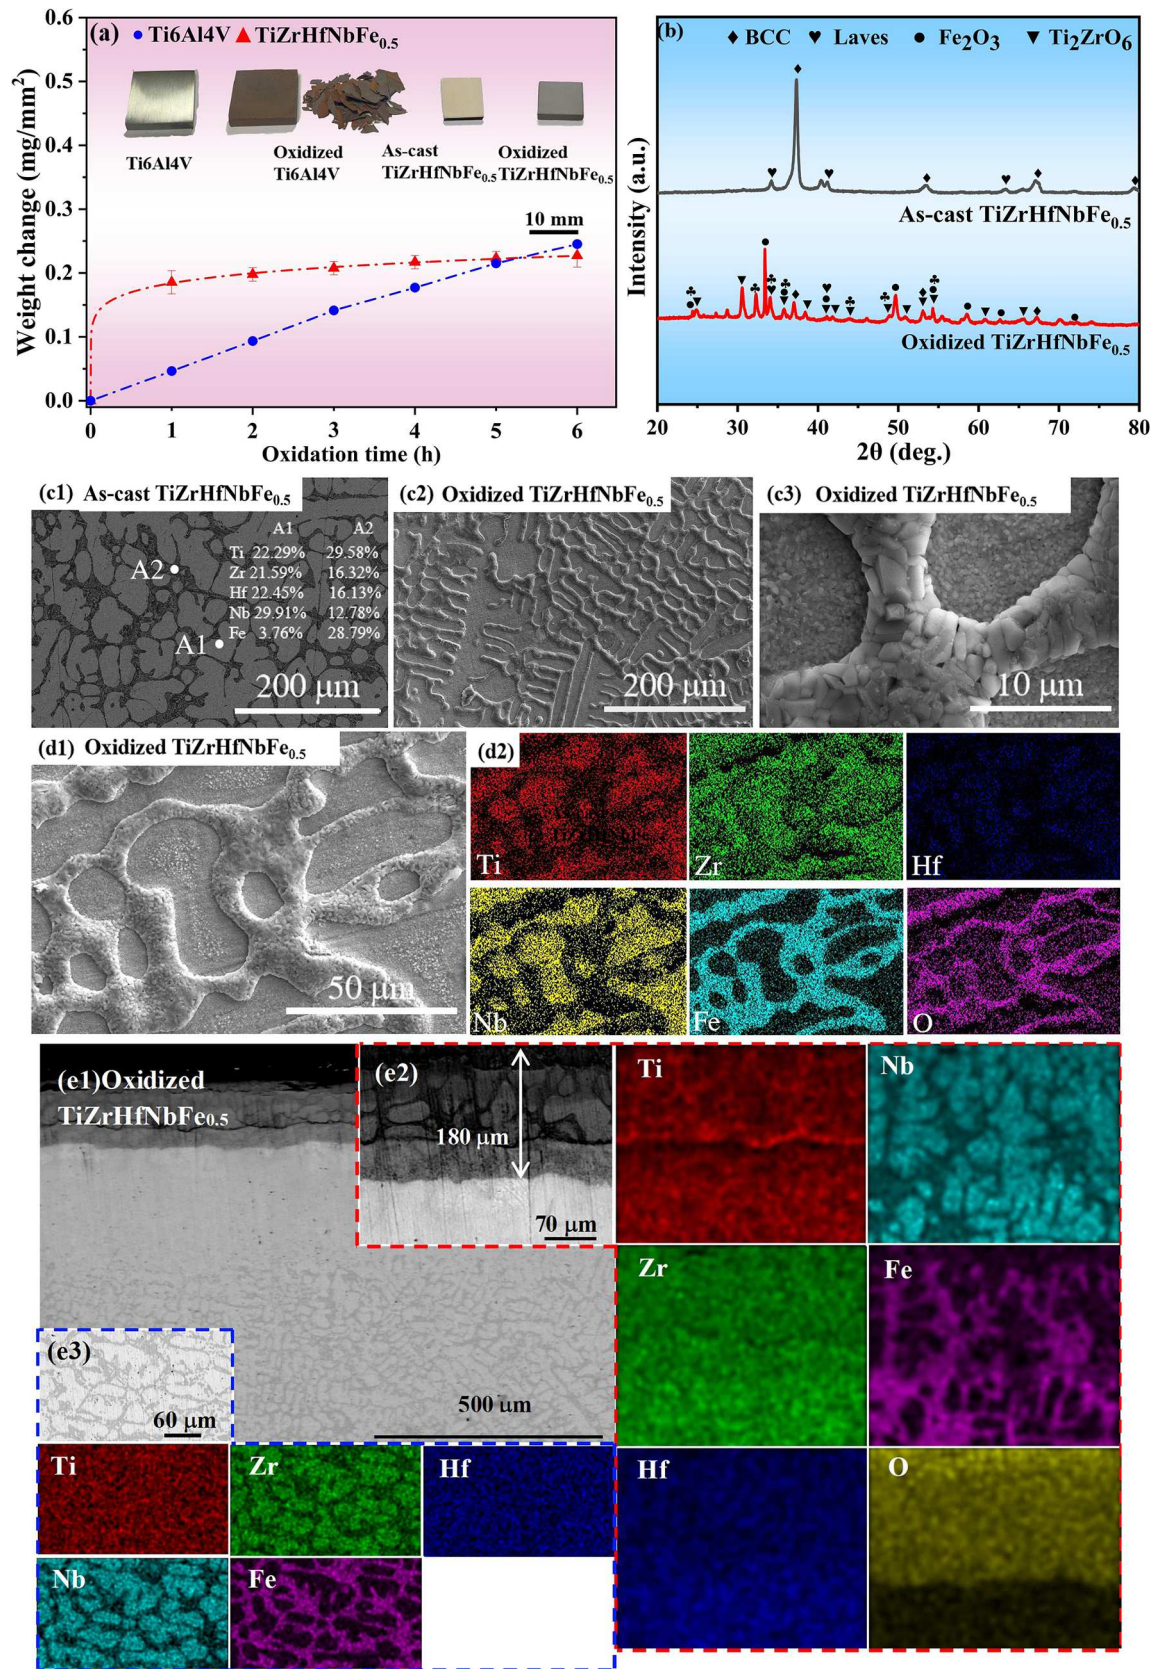 (a) Ti6Al4V TiZrHfNbFe0.5
Weight change (mg/mm2)
0.6
0.5
0.4
0.3
0.2
0.1
0.0
Ti6Al4V
Oxidized
Ti6Al4V
As-cast
TiZrHfNbFe0.5
Oxidized
TiZrHfNbFe0.5
10 mm
0 1 2 3 4 5 6
Oxidation time (h)
(b) ♦ BCC ♥ Laves ● Fe2O3 ▼ Ti2ZrO6
Intensity (a.u.)
As-cast TiZrHfNbFe0.5
Oxidized TiZrHfNbFe0.5
20 30 40 50 60 70 80
2θ (deg.)
(c1) As-cast TiZrHfNbFe0.5
A1 A2
Ti 22.29% 29.58%
Zr 21.59% 16.32%
Hf 22.45% 16.13%
Nb 29.91% 12.78%
Fe 3.76% 28.79%
A2
A1
200 μm
(c2) Oxidized TiZrHfNbFe0.5
200 μm
(c3) Oxidized TiZrHfNbFe0.5
10 μm
(d1) Oxidized TiZrHfNbFe0.5
50 μm
(d2)
Ti
Zr
Hf
Nb
Fe
O
(e1)Oxidized
TiZrHfNbFe0.5
(e2)
180 μm
70 μm
500 μm
(e3)
60 μm
Ti
Nb
Zr
Fe
Hf
O
Ti
Zr
Hf
Nb
Fe